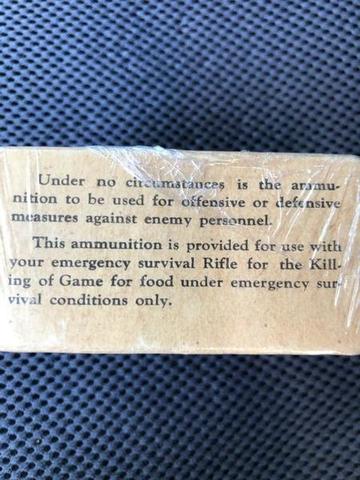 Under no circumstances is the ammu-
nition to be used for offensive or defensive
measures against enemy personnel.
This ammunition is provided for use with
your emergency survival Rifle for the Kill-
ing of Game for food under emergency sur-
vival conditions only.